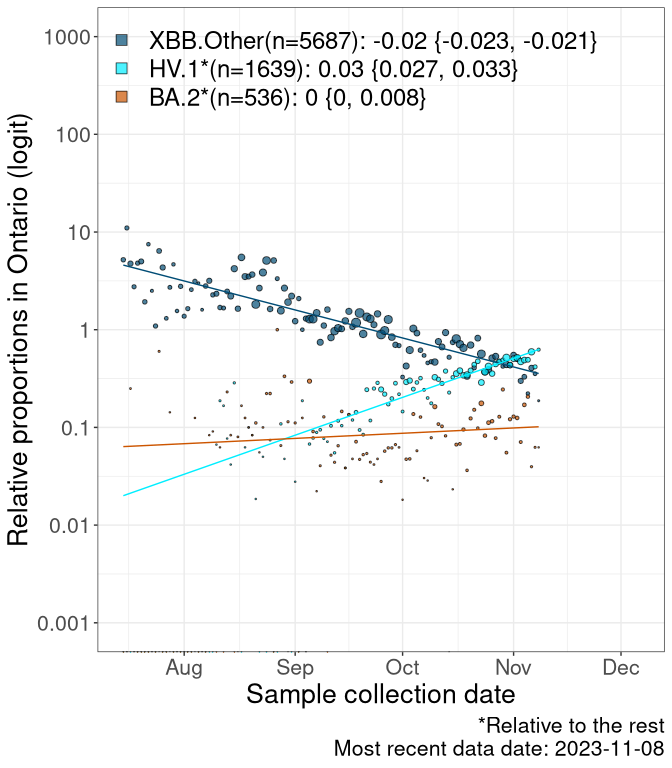 XBB.Other(n=5687): -0.02 {-0.023, -0.021}
HV.1*(n=1639): 0.03 {0.027, 0.033}
BA.2*(n=536): 0 {0, 0.008}
Relative proportions in Ontario (logit)
1000
100
10
1
0.1
0.01
0.001
Aug Sep Oct Nov Dec
Sample collection date
*Relative to the rest
Most recent data date: 2023-11-08